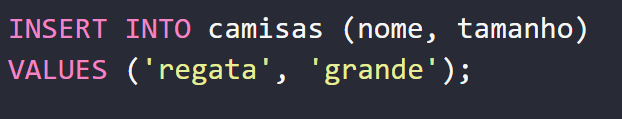 INSERT INTO camisas (nome, tamanho)
VALUES ('regata', 'grande');